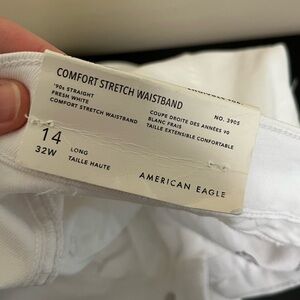 COMFORT STRETCH WAISTBAND
'90s STRAIGHT
FRESH WHITE
COMFORT STRETCH WAISTBAND
NO. 3905
COUPE DROITE DES ANNÉES 90
BLANC FRAIS
TAILLE EXTENSIBLE CONFORTABLE
14
32W
LONG
TAILLE HAUTE
AMERICAN EAGLE